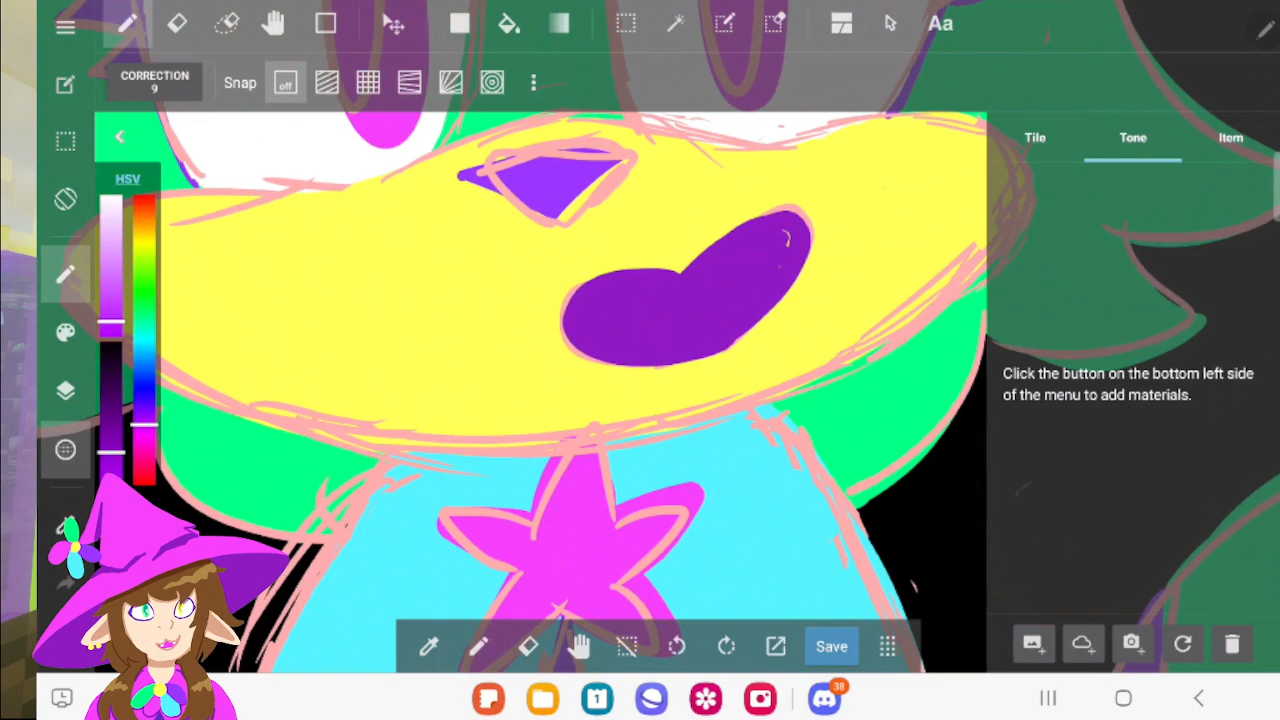 Aa
CORRECTION
9
Snap
off
HSV
Tile
Tone
Item
Click the button on the bottom left side
of the menu to add materials.
Save
1
38